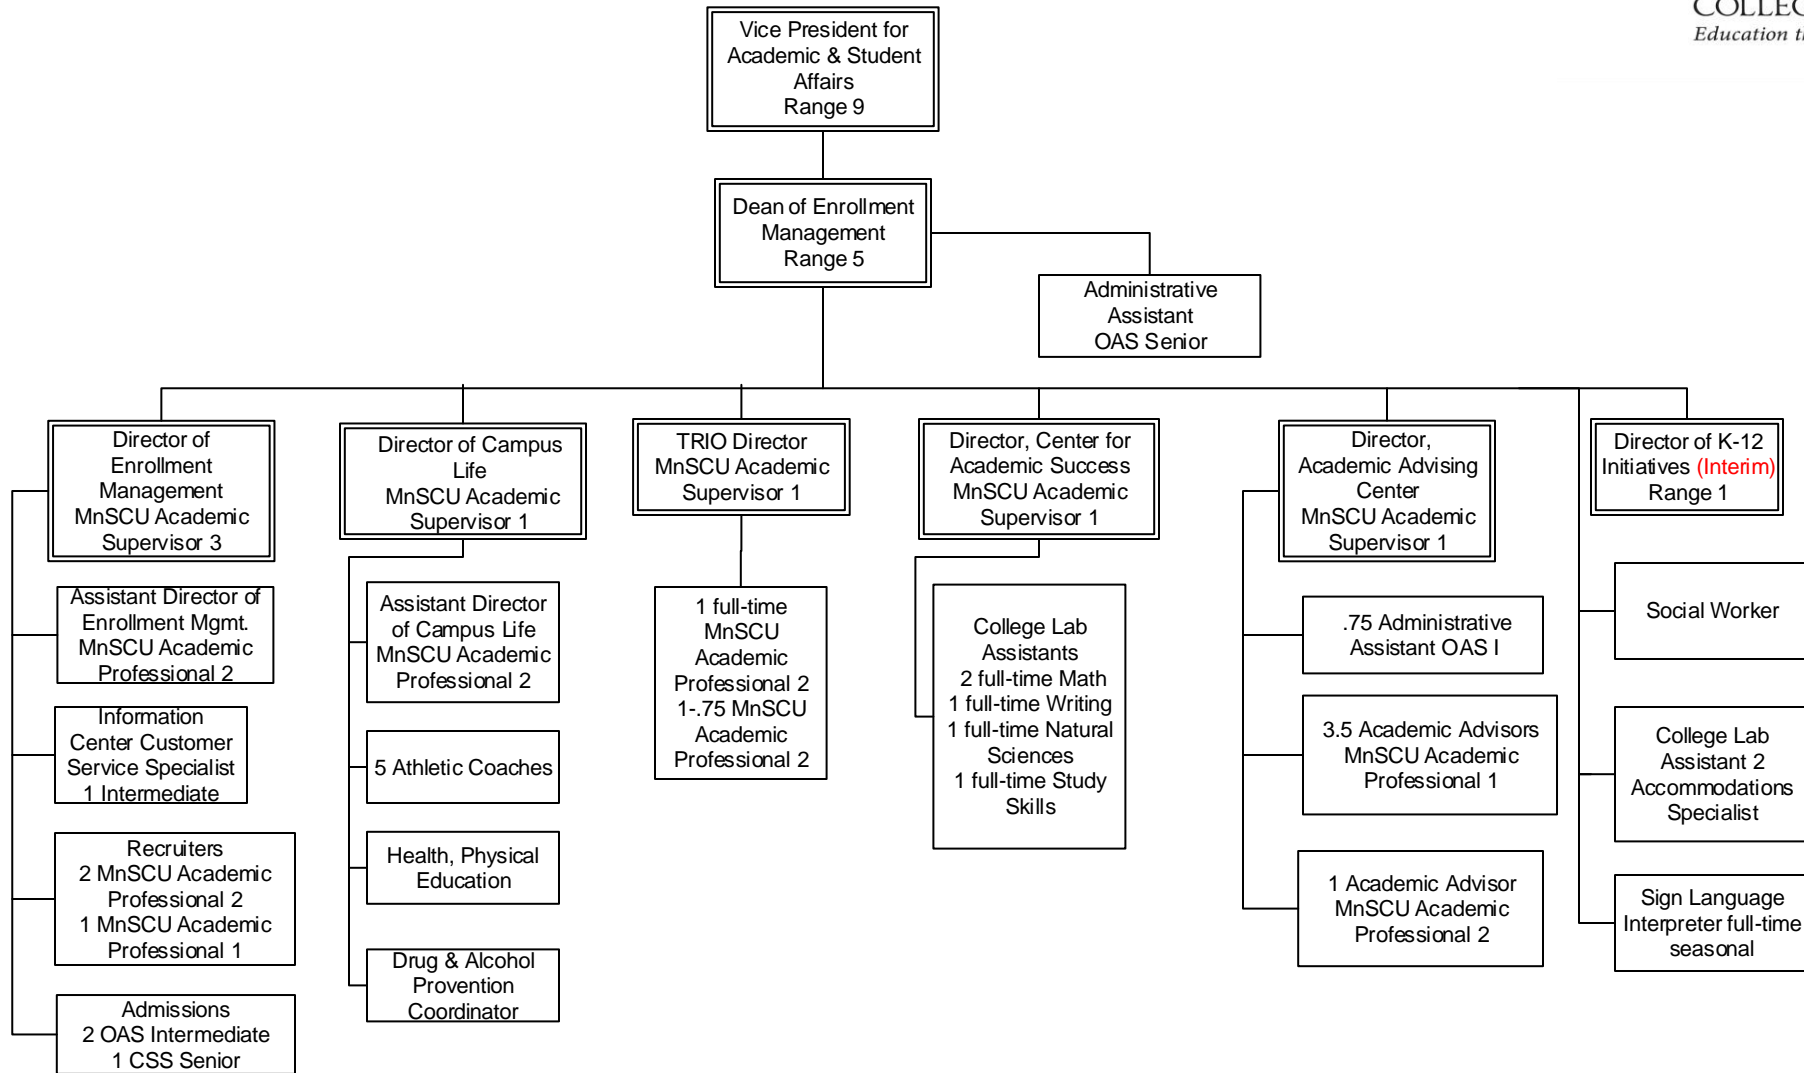 COLLEG
Education t
Vice President for
Academic & Student
Affairs
Range 9
Dean of Enrollment
Management
Range 5
Administrative
Assistant
OAS Senior
Director of
Enrollment
Management
MnSCU Academic
Supervisor 3
Director of Campus
Life
MnSCU Academic
Supervisor 1
TRIO Director
MnSCU Academic
Supervisor 1
Director, Center for
Academic Success
MnSCU Academic
Supervisor 1
Director,
Academic Advising
Center
MnSCU Academic
Supervisor 1
Director of K-12
Initiatives (Interim)
Range 1
Assistant Director of
Enrollment Mgmt.
MnSCU Academic
Professional 2
Information
Center Customer
Service Specialist
1 Intermediate
Recruiters
2 MnSCU Academic
Professional 2
1 MnSCU Academic
Professional 1
Admissions
2 OAS Intermediate
1 CSS Senior
Assistant Director
of Campus Life
MnSCU Academic
Professional 2
5 Athletic Coaches
Health, Physical
Education
Drug & Alcohol
Provention
Coordinator
1 full-time
MnSCU
Academic
Professional 2
1-.75 MnSCU
Academic
Professional 2
College Lab
Assistants
2 full-time Math
1 full-time Writing
1 full-time Natural
Sciences
1 full-time Study
Skills
.75 Administrative
Assistant OAS I
3.5 Academic Advisors
MnSCU Academic
Professional 1
1 Academic Advisor
MnSCU Academic
Professional 2
Social Worker
College Lab
Assistant 2
Accommodations
Specialist
Sign Language
Interpreter full-time
seasonal